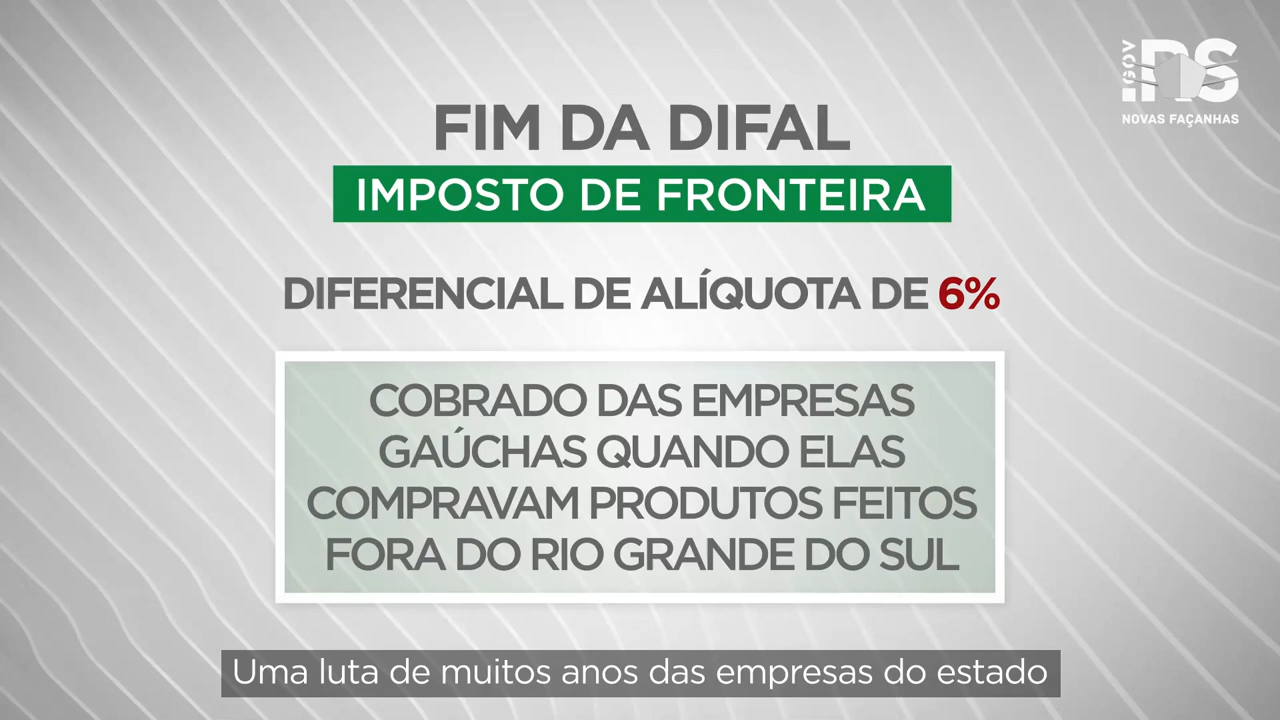 GOV
RS
NOVAS FAÇANHAS
FIM DA DIFAL
IMPOSTO DE FRONTEIRA
DIFERENCIAL DE ALÍQUOTA DE 6%
COBRADO DAS EMPRESAS
GAÚCHAS QUANDO ELAS
COMPRAVAM PRODUTOS FEITOS
FORA DO RIO GRANDE DO SUL
Uma luta de muitos anos das empresas do estado